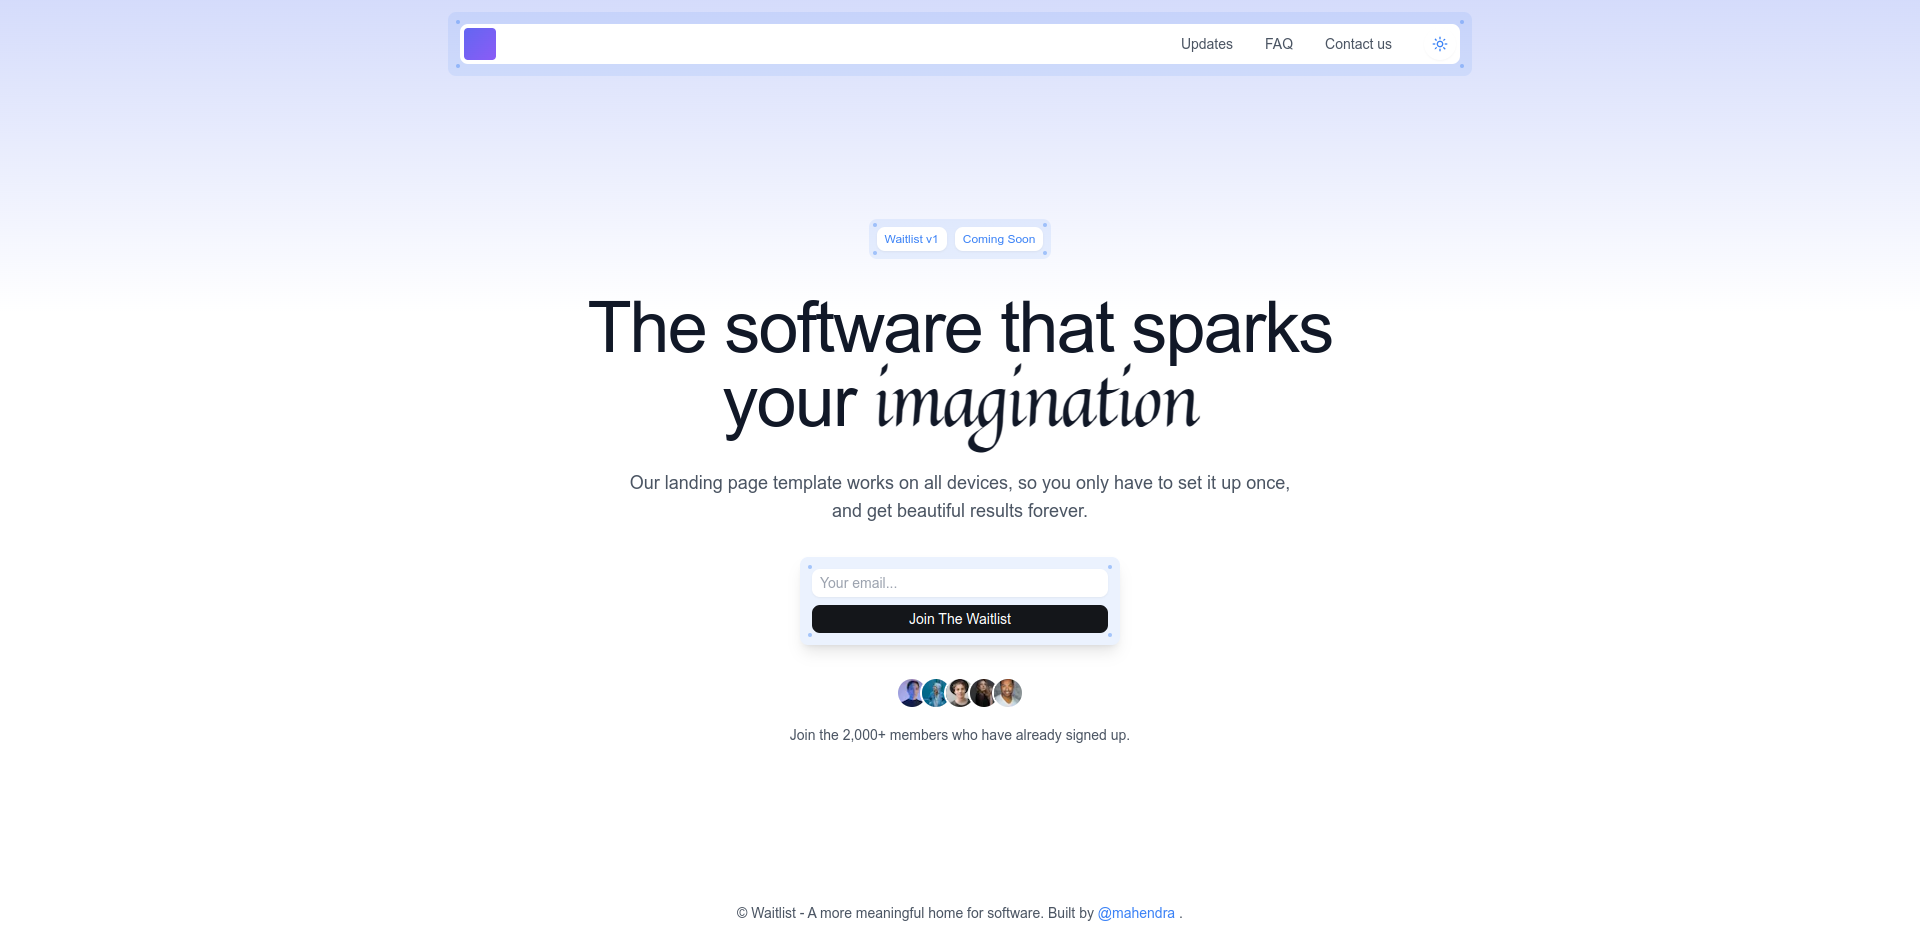 Updates FAQ Contact us
Waitlist v1 Coming Soon
The software that sparks
your imagination
Our landing page template works on all devices, so you only have to set it up once,
and get beautiful results forever.
Your email...
Join The Waitlist
Join the 2,000+ members who have already signed up.
© Waitlist - A more meaningful home for software. Built by @mahendra .